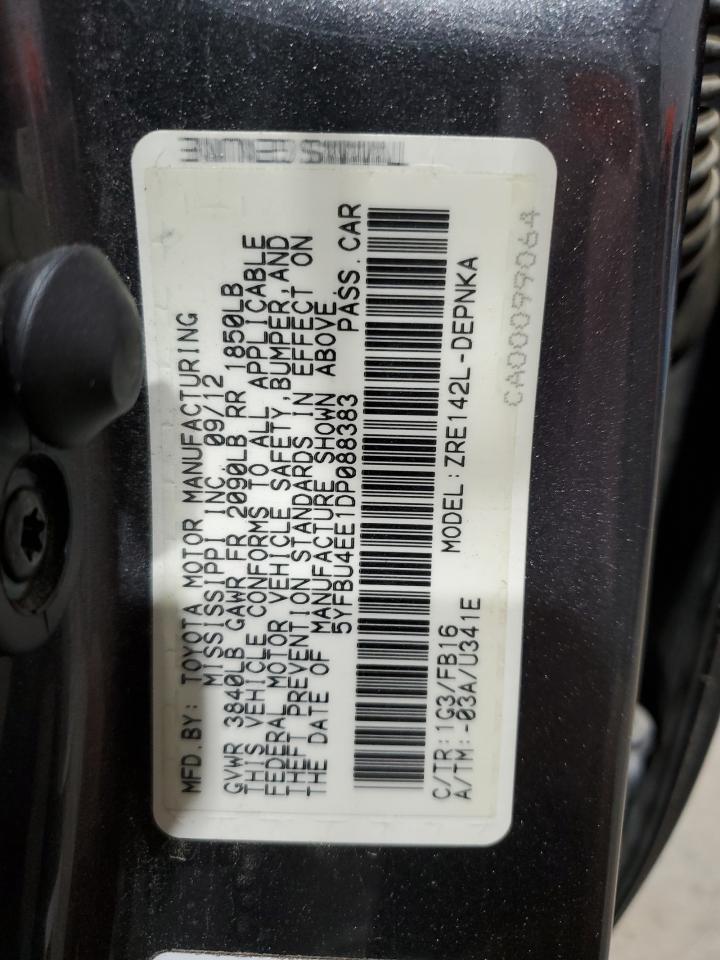 MFD.BY: TOYOTA MOTOR MANUFACTURING
MISSISSIPPI INC. 09/12
GVWR 3840LB GAWR FR 2090LB RR 1850LB
THIS VEHICLE CONFORMS TO ALL APPLICABLE
FEDERAL MOTOR VEHICLE SAFETY,BUMPER,AND
THEFT PREVENTION STANDARDS IN EFFECT ON
THE DATE OF MANUFACTURE SHOWN ABOVE.
5YFBU4EE1DP088383 PASS.CAR
C/TR:1G3/FB16 MODEL:ZRE142L-DEPNKA
A/TM:-03A/U341E
CA00099064